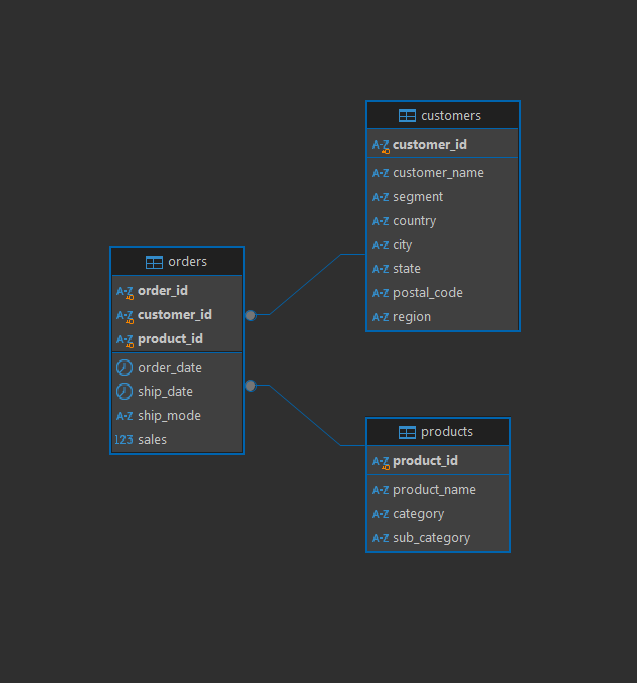 customers
A-Z customer_id
A-Z customer_name
A-Z segment
A-Z country
A-Z city
A-Z state
A-Z postal_code
A-Z region
orders
A-Z order_id
A-Z customer_id
A-Z product_id
order_date
ship_date
A-Z ship_mode
123 sales
products
A-Z product_id
A-Z product_name
A-Z category
A-Z sub_category